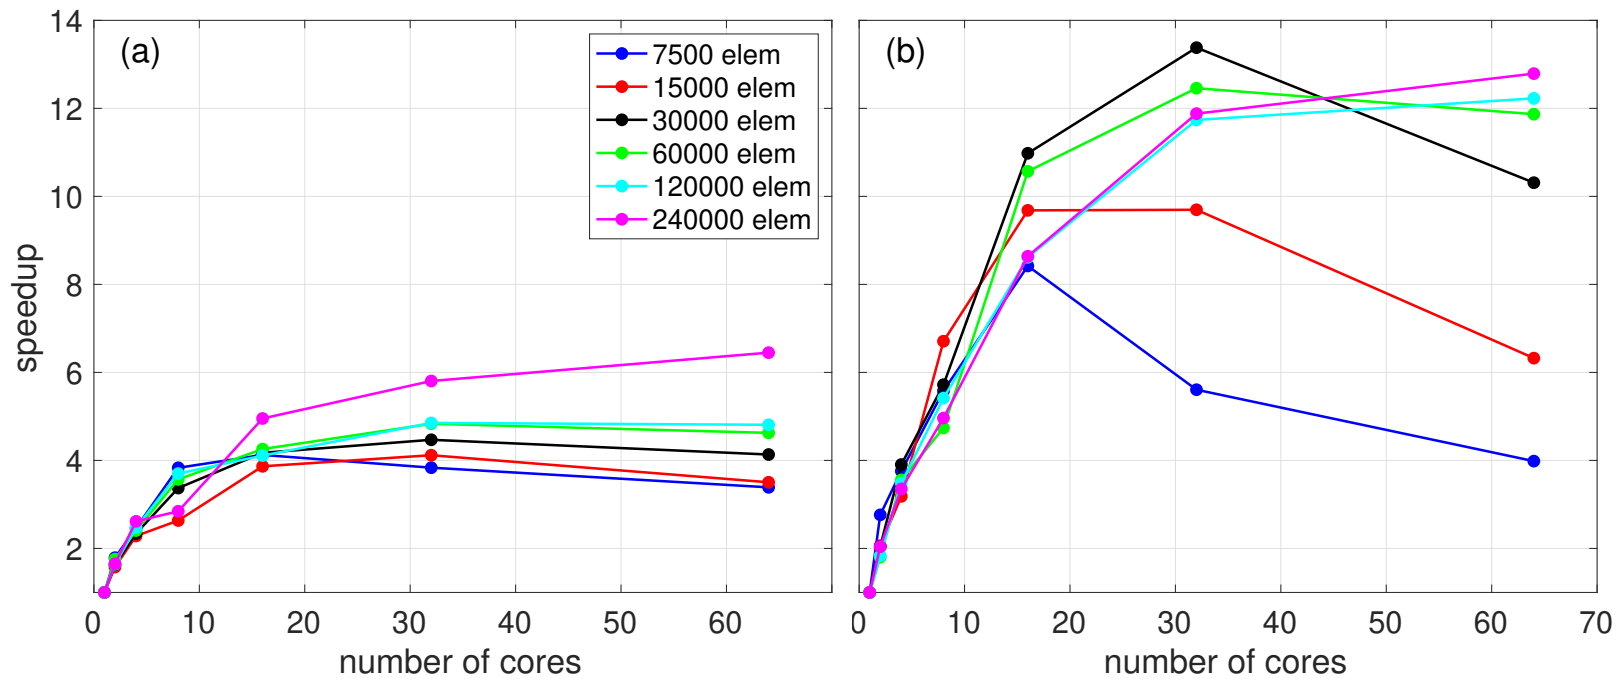 (a)
7500 elem
15000 elem
30000 elem
60000 elem
120000 elem
240000 elem
(b)
14
12
10
8
6
4
2
speedup
0 10 20 30 40 50 60
number of cores
0 10 20 30 40 50 60 70
number of cores